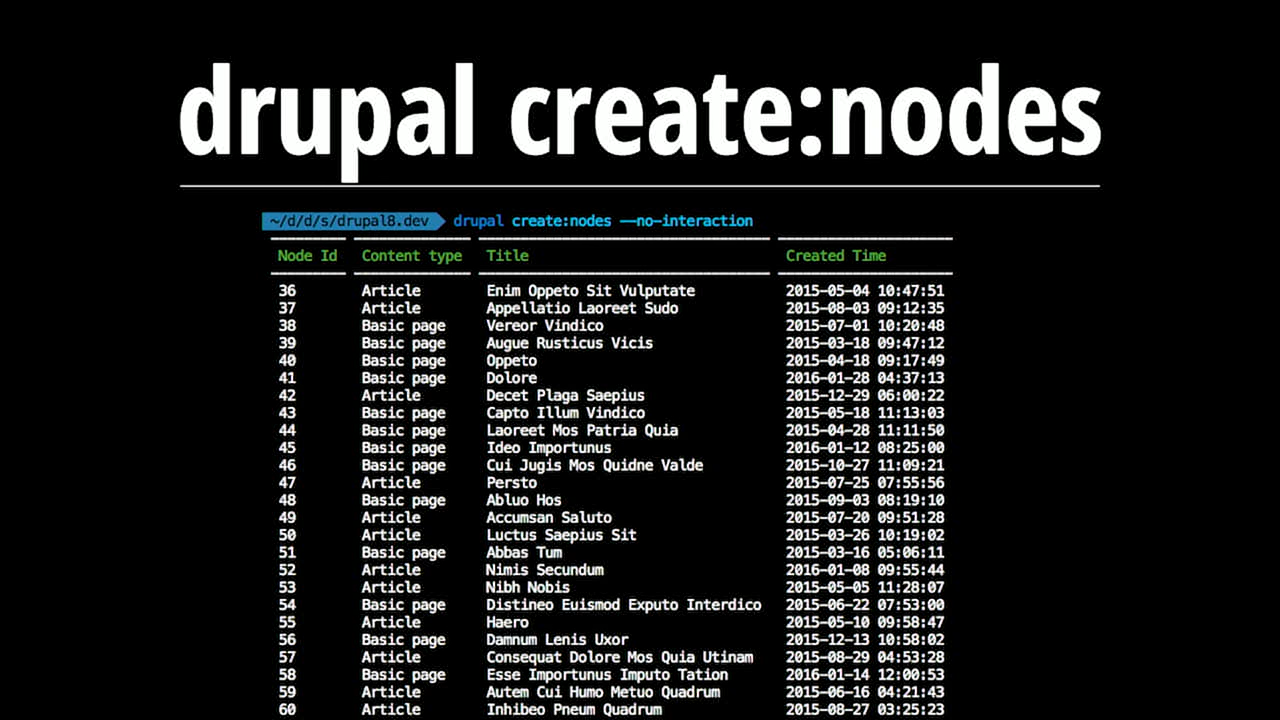 drupal create:nodes
~/d/d/s/drupal8.dev drupal create:nodes --no-interaction
Node Id Content type Title Created Time
36 Article Enim Oppeto Sit Vulputate 2015-05-04 10:47:51
37 Article Appellatio Laoreet Sudo 2015-08-03 09:12:35
38 Basic page Vereor Vindico 2015-07-01 10:20:48
39 Basic page Augue Rusticus Vicis 2015-03-18 09:47:12
40 Basic page Oppeto 2015-04-18 09:17:49
41 Basic page Dolore 2016-01-28 04:37:13
42 Article Decet Plaga Saepius 2015-12-29 06:00:22
43 Basic page Capto Illum Vindico 2015-05-18 11:13:03
44 Basic page Laoreet Mos Patria Quia 2015-04-28 11:11:50
45 Basic page Ideo Importunus 2016-01-12 08:25:00
46 Basic page Cui Jugis Mos Quidne Valde 2015-10-27 11:09:21
47 Article Persto 2015-07-25 07:55:56
48 Basic page Abluo Hos 2015-09-03 08:19:10
49 Article Accumsan Saluto 2015-07-20 09:51:28
50 Article Luctus Saepius Sit 2015-03-26 10:19:02
51 Basic page Abbas Tum 2015-03-16 05:06:11
52 Article Nimis Secundum 2016-01-08 09:55:44
53 Article Nibh Nobis 2015-05-05 11:28:07
54 Basic page Distineo Euismod Exputo Interdico 2015-06-22 07:53:00
55 Article Haero 2015-05-10 09:58:47
56 Basic page Damnum Lenis Uxor 2015-12-13 10:58:02
57 Article Consequat Dolore Mos Quia Utinam 2015-08-29 04:53:28
58 Basic page Esse Importunus Imputo Tation 2016-01-14 12:00:53
59 Article Autem Cui Humo Metuo Quadrum 2015-06-16 04:21:43
60 Article Inhibeo Pneum Quadrum 2015-08-27 03:25:23